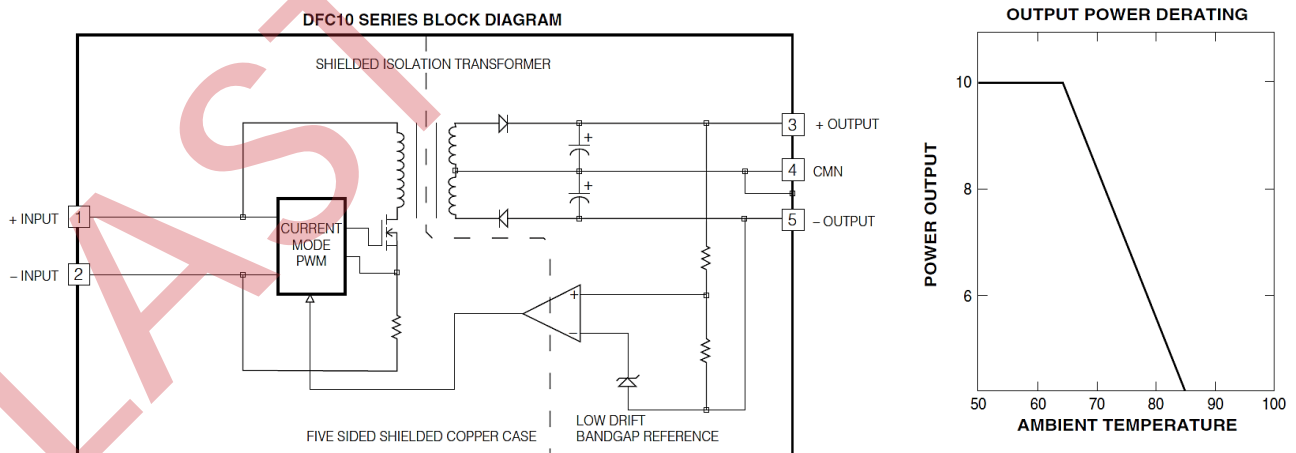 DFC10 SERIES BLOCK DIAGRAM
SHIELDED ISOLATION TRANSFORMER
3 + OUTPUT
+
4 CMN
+
5 – OUTPUT
+ INPUT 1
– INPUT 2
CURRENT
MODE
PWM
+
–
LOW DRIFT
BANDGAP REFERENCE
FIVE SIDED SHIELDED COPPER CASE
LAST
OUTPUT POWER DERATING
POWER OUTPUT
10
8
6
50 60 70 80 90 100
AMBIENT TEMPERATURE